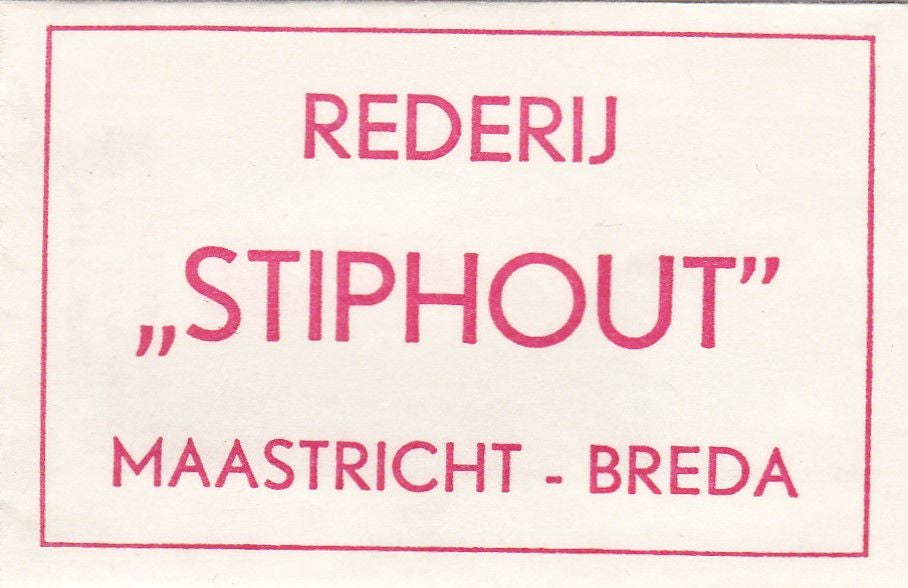 REDERIJ
„STIPHOUT”
MAASTRICHT - BREDA